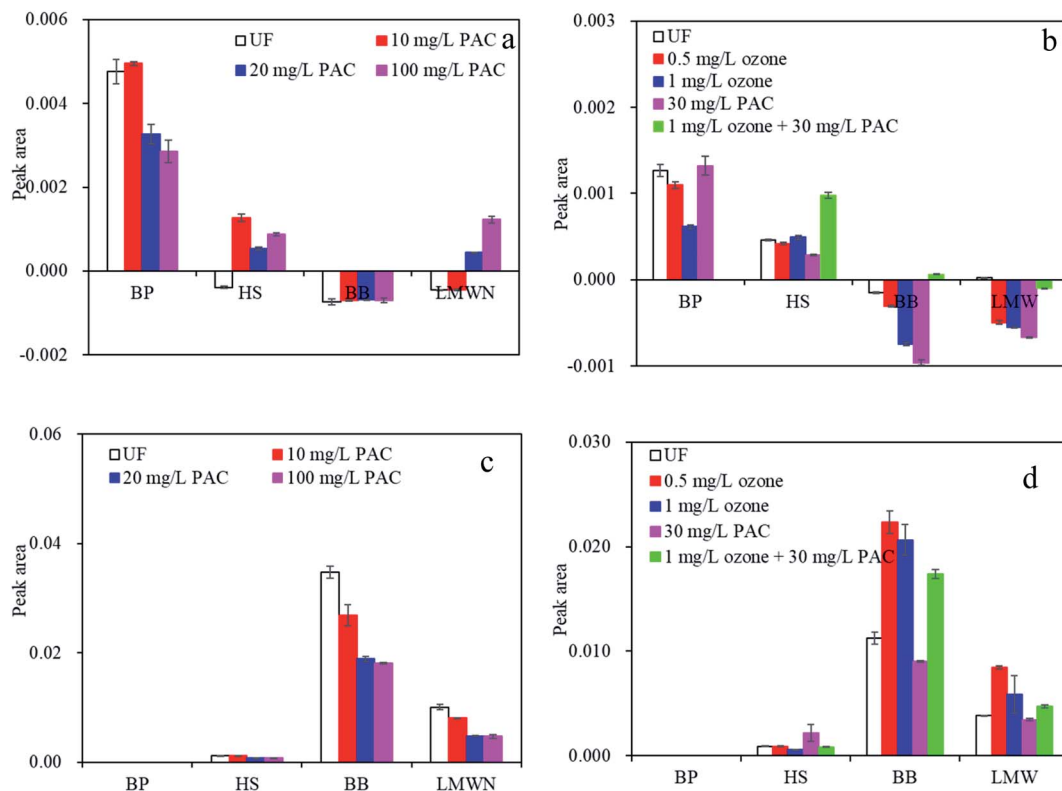 a
UF
10 mg/L PAC
20 mg/L PAC
100 mg/L PAC
Peak area
0.006
0.004
0.002
0.000
-0.002
BP
HS
BB
LMWN
b
UF
0.5 mg/L ozone
1 mg/L ozone
30 mg/L PAC
1 mg/L ozone + 30 mg/L PAC
Peak area
0.003
0.002
0.001
0.000
-0.001
BP
HS
BB
LMW
c
UF
10 mg/L PAC
20 mg/L PAC
100 mg/L PAC
Peak area
0.06
0.04
0.02
0.00
BP
HS
BB
LMWN
d
UF
0.5 mg/L ozone
1 mg/L ozone
30 mg/L PAC
1 mg/L ozone + 30 mg/L PAC
Peak area
0.030
0.020
0.010
0.000
BP
HS
BB
LMW